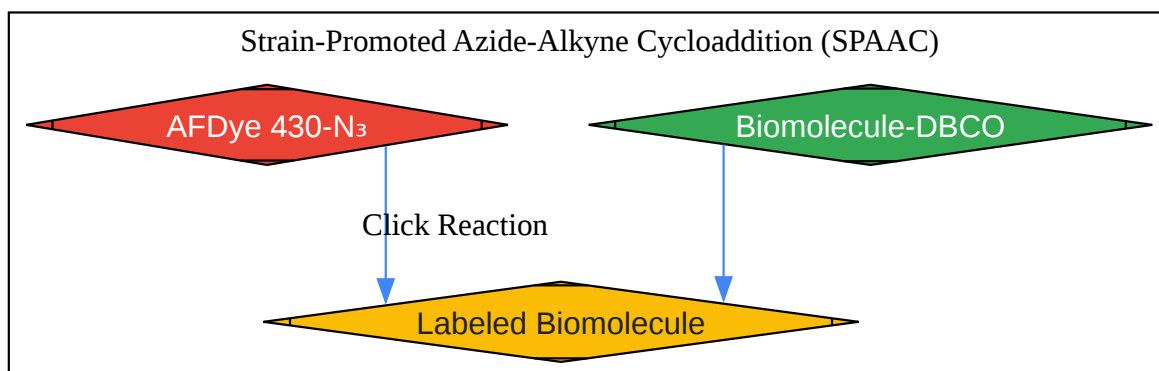 Strain-Promoted Azide-Alkyne Cycloaddition (SPAAC)
AFDye 430-N₃
Biomolecule-DBCO
Click Reaction
Labeled Biomolecule